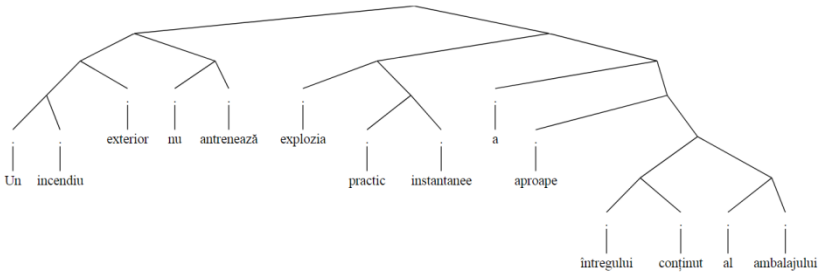 Un incendiu exterior nu antrenează explozia practic instantanee a aproape întregului conținut al ambalajului